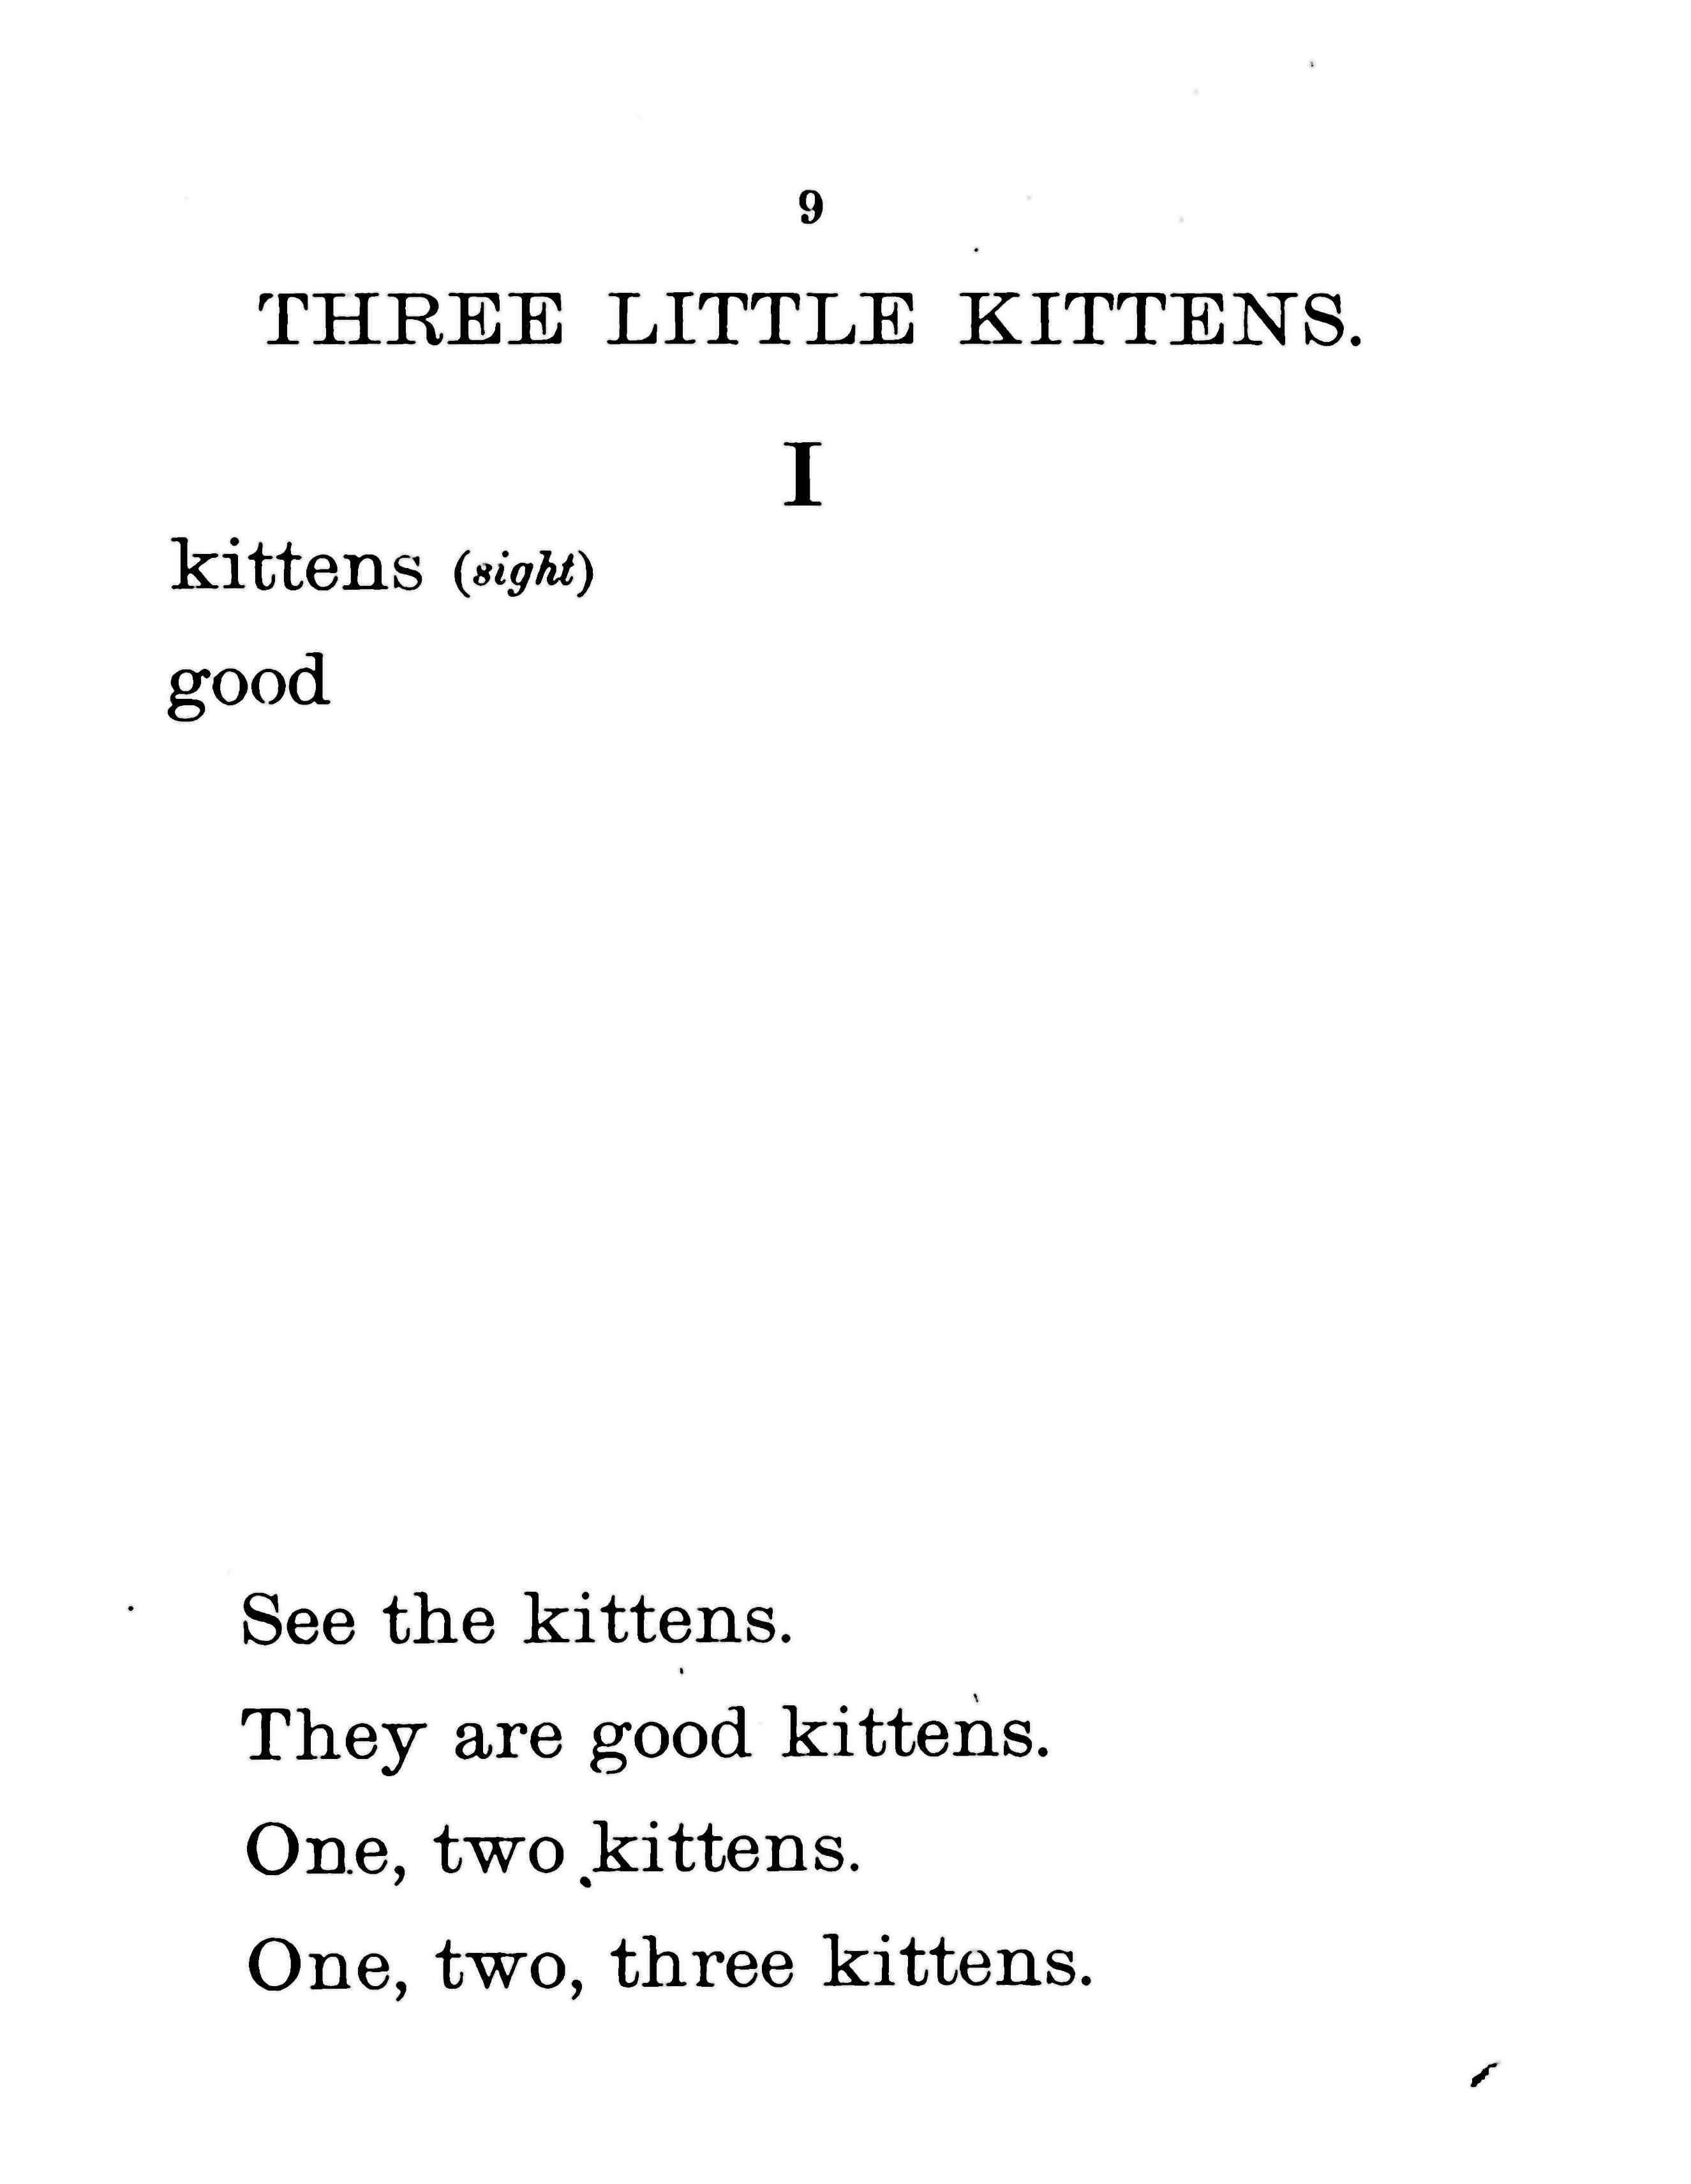 9
THREE LITTLE KITTENS.
I
kittens (sight)
good
See the kittens.
They are good kittens.
One, two kittens.
One, two, three kittens.